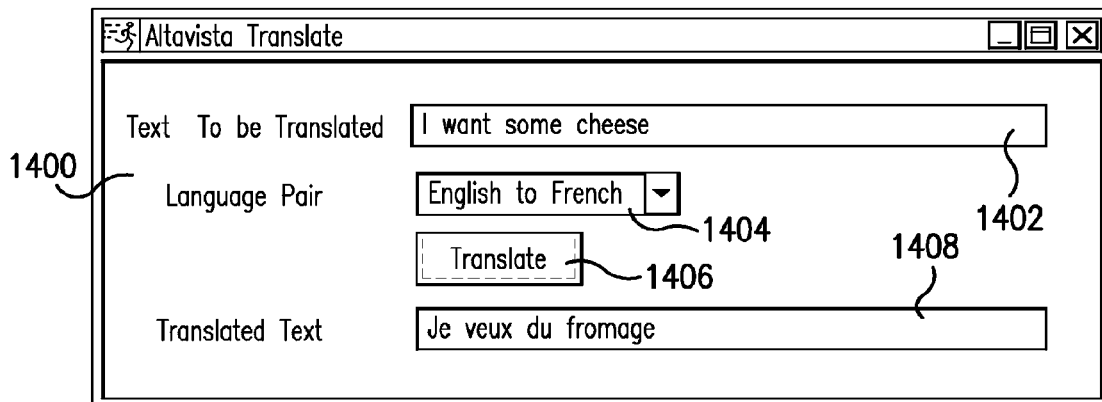 Altavista Translate
Text To be Translated I want some cheese
1400
Language Pair English to French
1402
1404
Translate
1406
1408
Translated Text Je veux du fromage